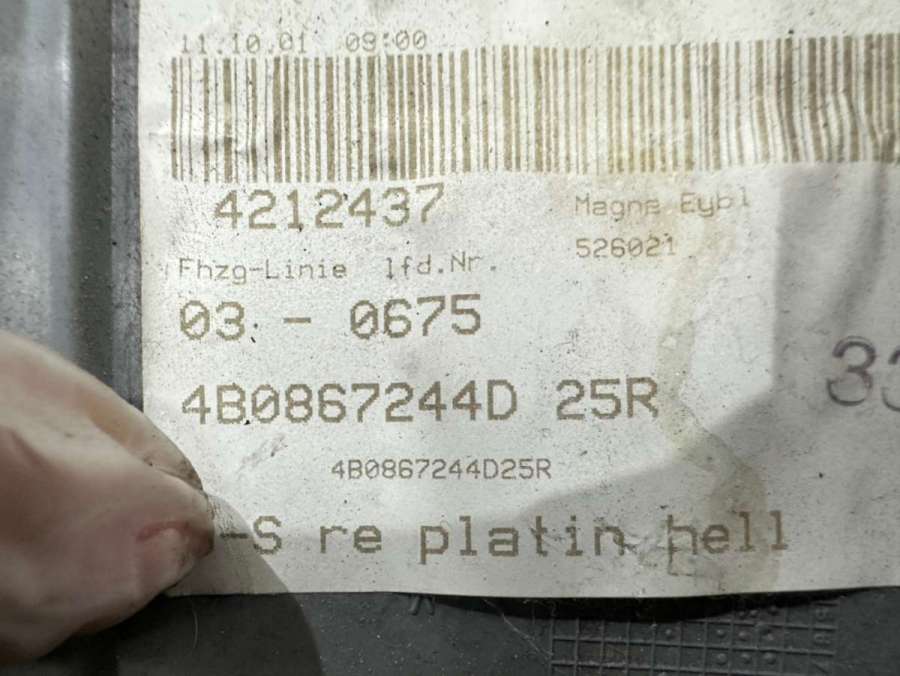 11.10.01 09:00
4212437
Magna Eybl
526021
Fhzg-Linie lfd.Nr.
03 - 0675
4B0867244D 25R
4B0867244D25R
-S re platin hell